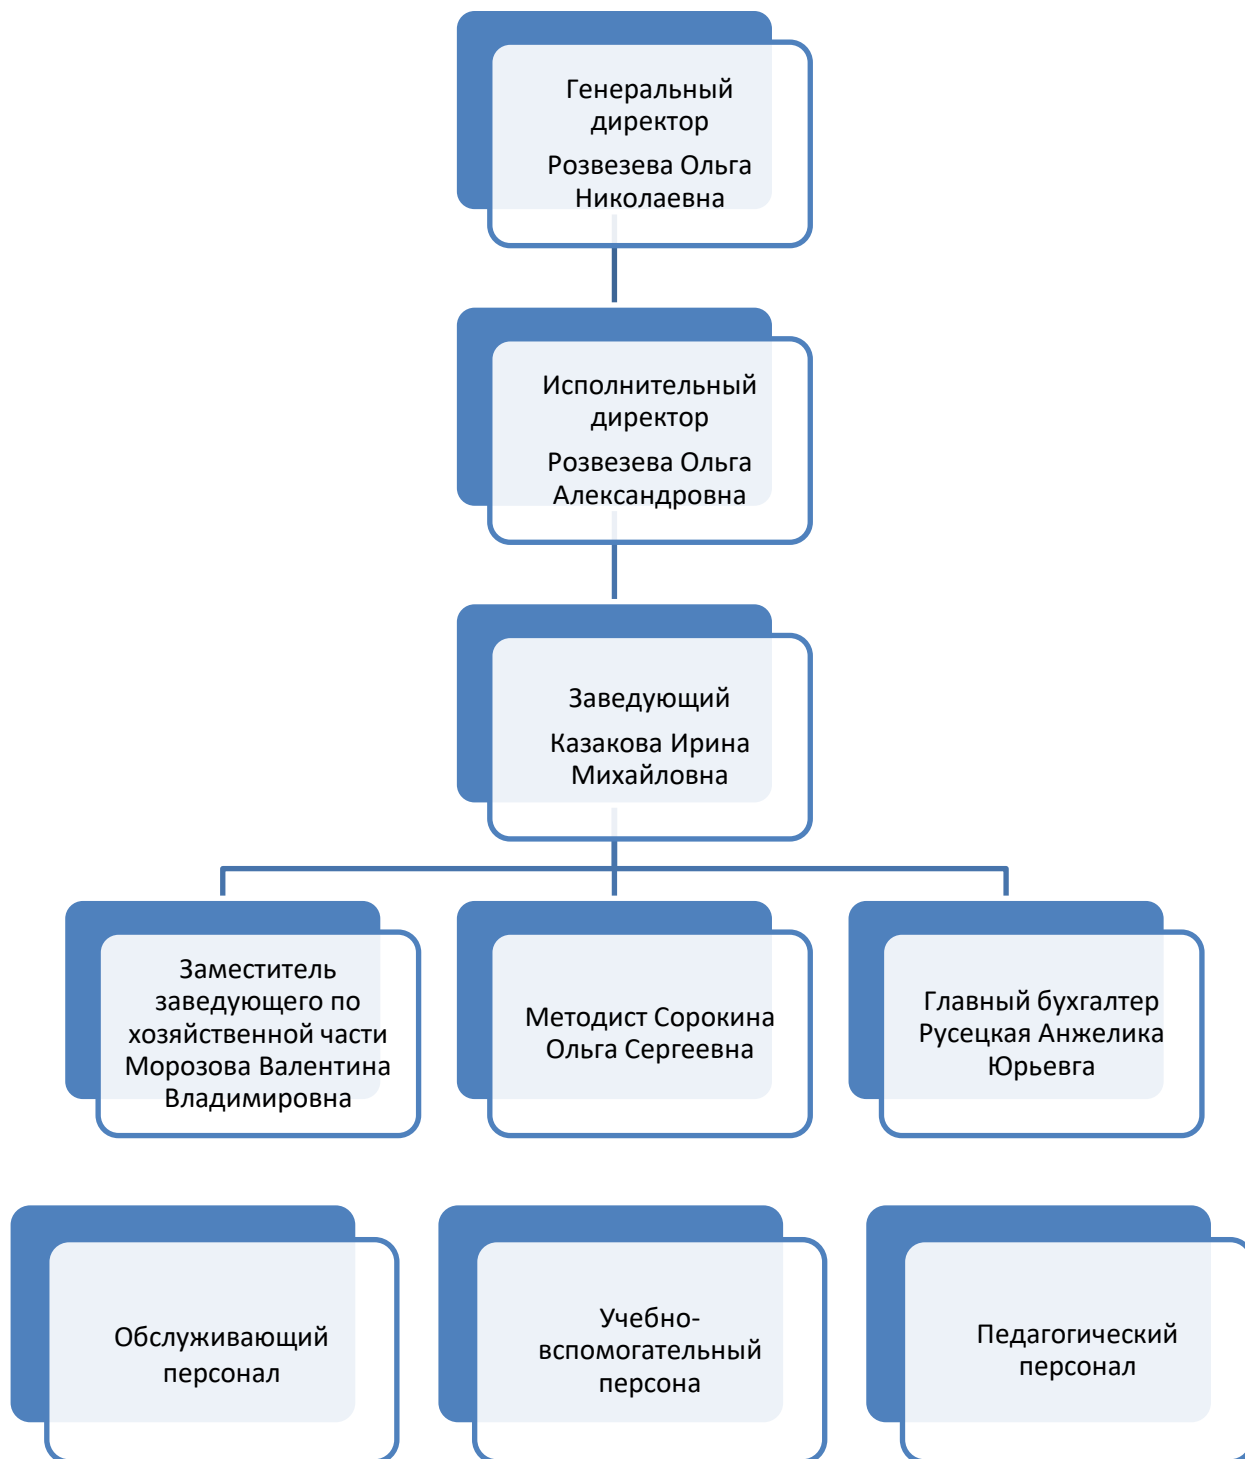 Генеральный
директор
Розвезева Ольга
Николаевна
Исполнительный
директор
Розвезева Ольга
Александровна
Заведующий
Казакова Ирина
Михайловна
Заместитель
заведующего по
хозяйственной части
Морозова Валентина
Владимировна
Методист Сорокина
Ольга Сергеевна
Главный бухгалтер
Русецкая Анжелика
Юрьевга
Обслуживающий
персонал
Учебно-
вспомогательный
персона
Педагогический
персонал